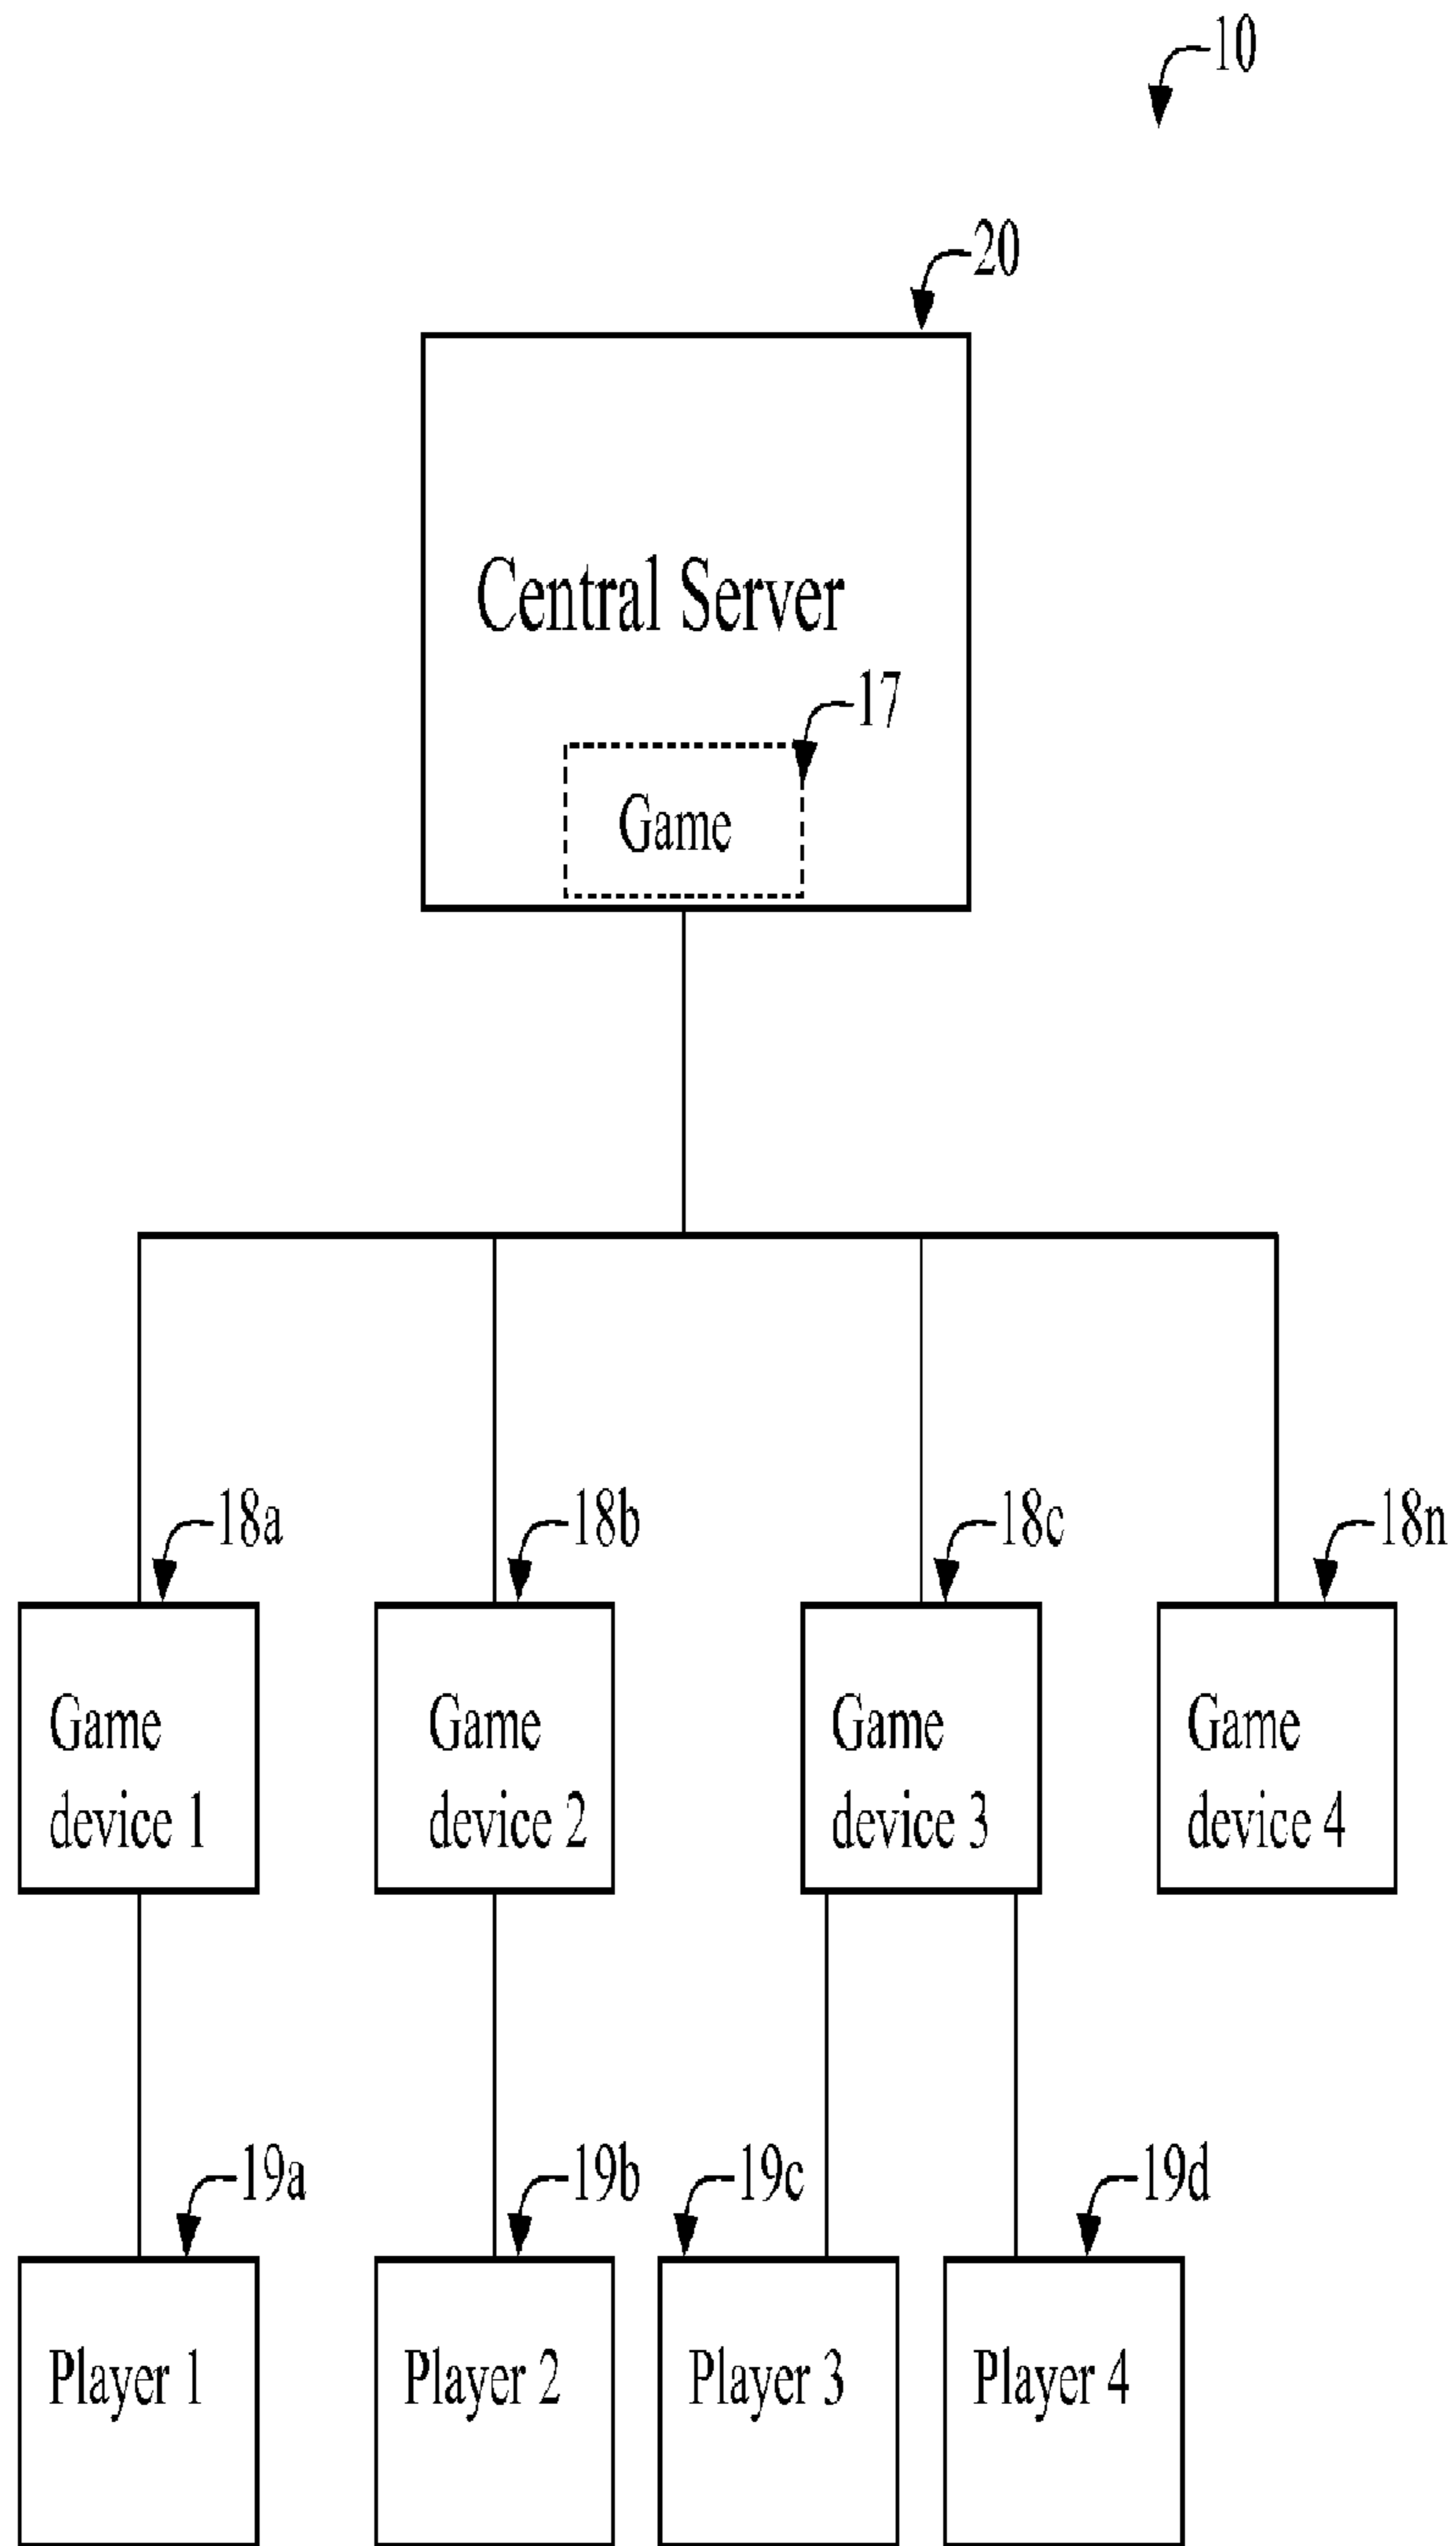 10
20
Central Server
17
Game
18a
18b
18c
18n
Game
device 1
Game
device 2
Game
device 3
Game
device 4
19a
19b
19c
19d
Player 1
Player 2
Player 3
Player 4